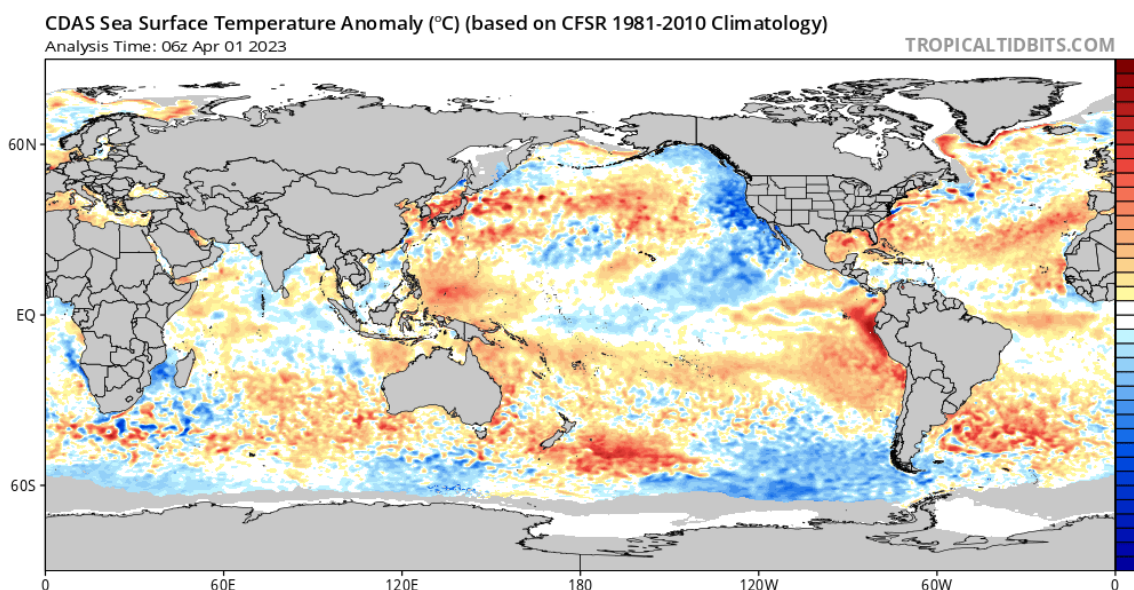 CDAS Sea Surface Temperature Anomaly (°C) (based on CFSR 1981-2010 Climatology)
Analysis Time: 06z Apr 01 2023
TROPICALTIDBITS.COM
60N
EQ
60S
0 60E 120E 180 120W 60W 0